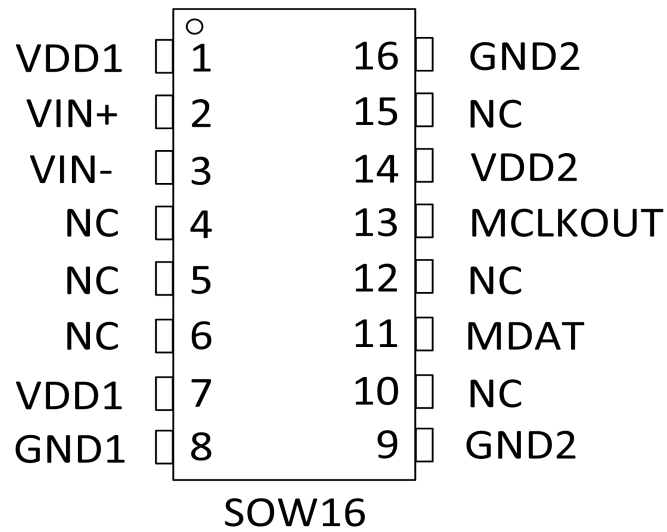 VDD1 1 16 GND2
VIN+ 2 15 NC
VIN- 3 14 VDD2
NC 4 13 MCLKOUT
NC 5 12 NC
NC 6 11 MDAT
VDD1 7 10 NC
GND1 8 9 GND2
SOW16